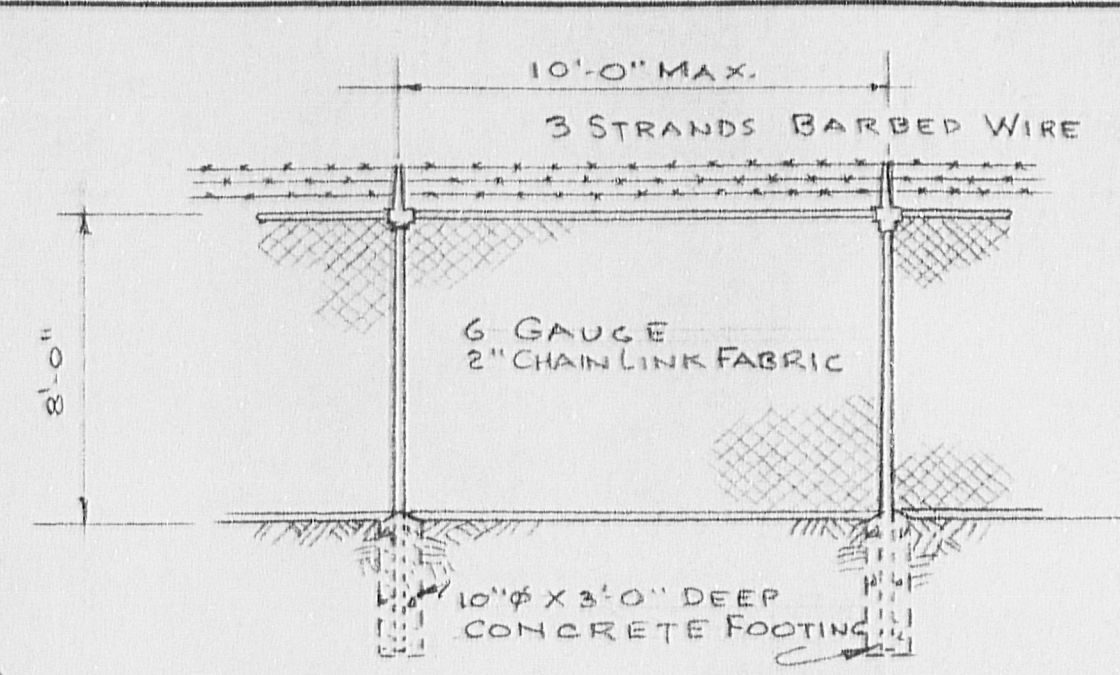 10'-0" MAX.
3 STRANDS BARBED WIRE
8'-0"
6 GAUGE
2" CHAIN LINK FABRIC
10"ϕ X 3'-0" DEEP
CONCRETE FOOTING